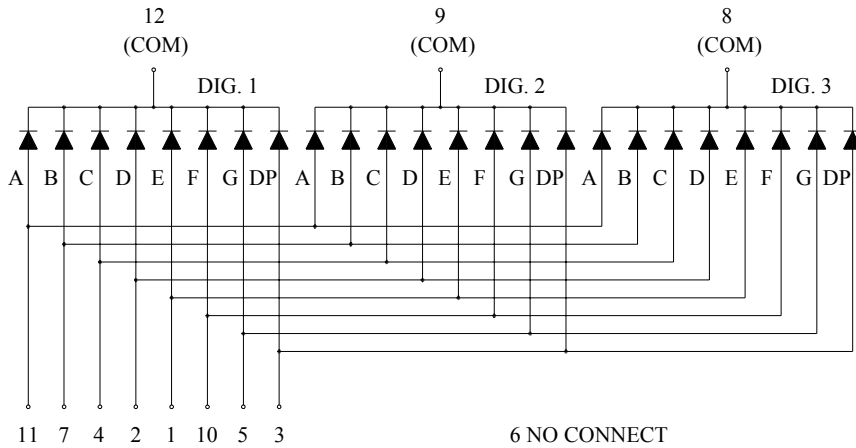 12 9 8
(COM) (COM) (COM)
DIG. 1 DIG. 2 DIG. 3
A B C D E F G DP A B C D E F G DP A B C D E F G DP
11 7 4 2 1 10 5 3 6 NO CONNECT